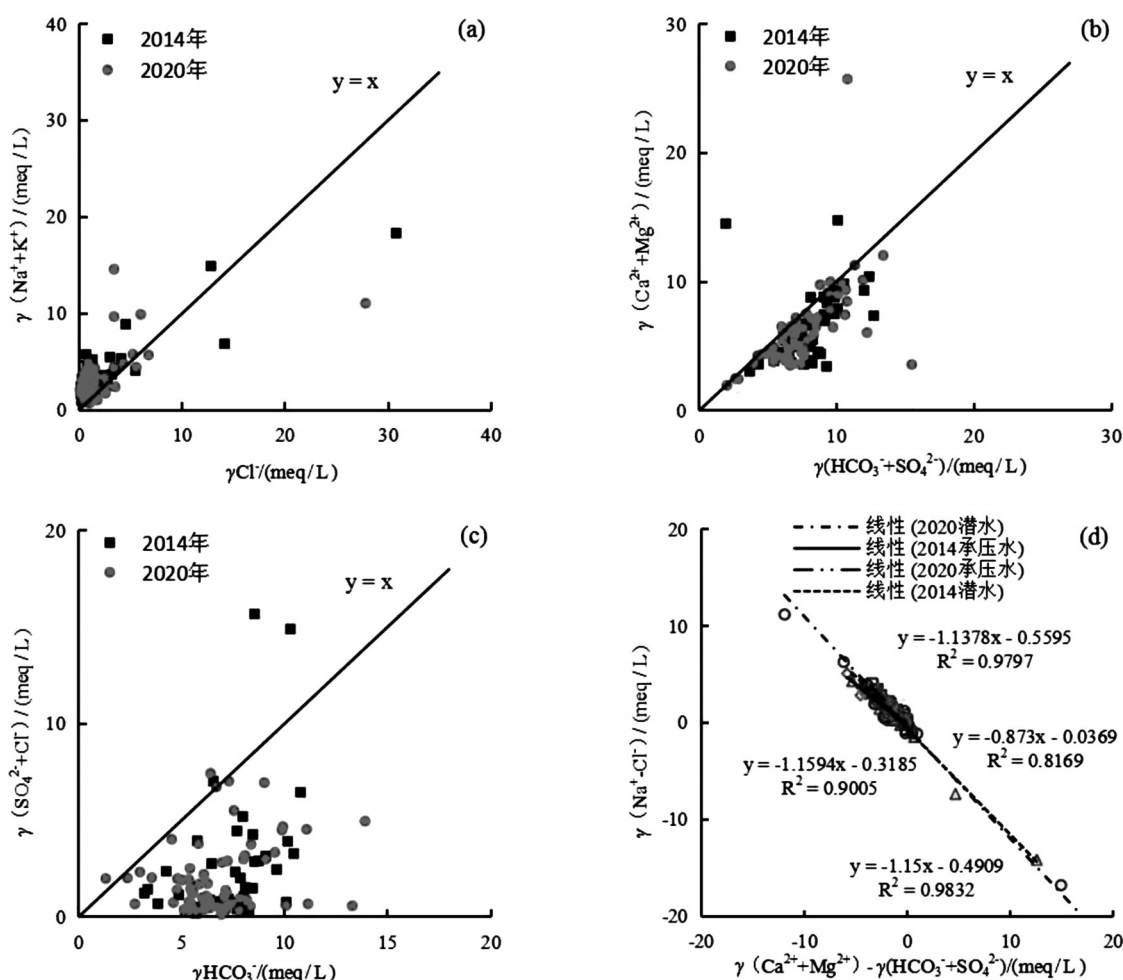 (a)
2014年
2020年
y = x
40
30
20
10
0
0
10
20
30
40
γ（Na⁺+K⁺）/(meq/L)
γCl⁻/(meq/L)
(b)
2014年
2020年
y = x
30
20
10
0
0
10
20
30
γ（Ca²⁺+Mg²⁺）/(meq/L)
γ(HCO₃⁻+SO₄²⁻)/(meq/L)
(c)
2014年
2020年
y = x
20
10
0
0
5
10
15
20
γ（SO₄²⁻+Cl⁻）/(meq/L)
γHCO₃⁻/(meq/L)
(d)
线性 (2020潜水)
线性 (2014承压水)
线性 (2020承压水)
线性 (2014潜水)
20
10
0
-10
-20
y = -1.1378x - 0.5595
R² = 0.9797
y = -0.873x - 0.0369
R² = 0.8169
y = -1.1594x - 0.3185
R² = 0.9005
y = -1.15x - 0.4909
R² = 0.9832
-20
-10
0
10
20
γ（Na⁺-Cl⁻）/(meq/L)
γ（Ca²⁺+Mg²⁺）-γ(HCO₃⁻+SO₄²⁻)/(meq/L)